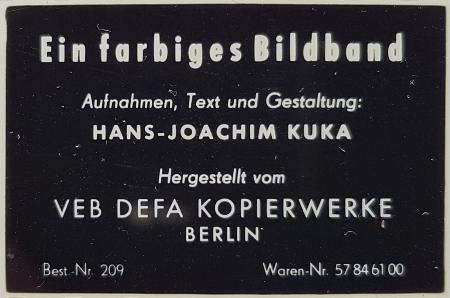 Ein farbiges Bildband
Aufnahmen, Text und Gestaltung:
HANS-JOACHIM KUKA
Hergestellt vom
VEB DEFA KOPIERWERKE
BERLIN
Best.-Nr. 209 Waren-Nr. 57 84 61 00